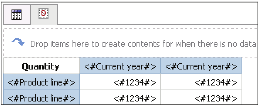 Drop items here to create contents for when there is no data
Quantity <#Current year#> <#Current year#>
<#Product line#> <#1234#> <#1234#>
<#Product line#> <#1234#> <#1234#>